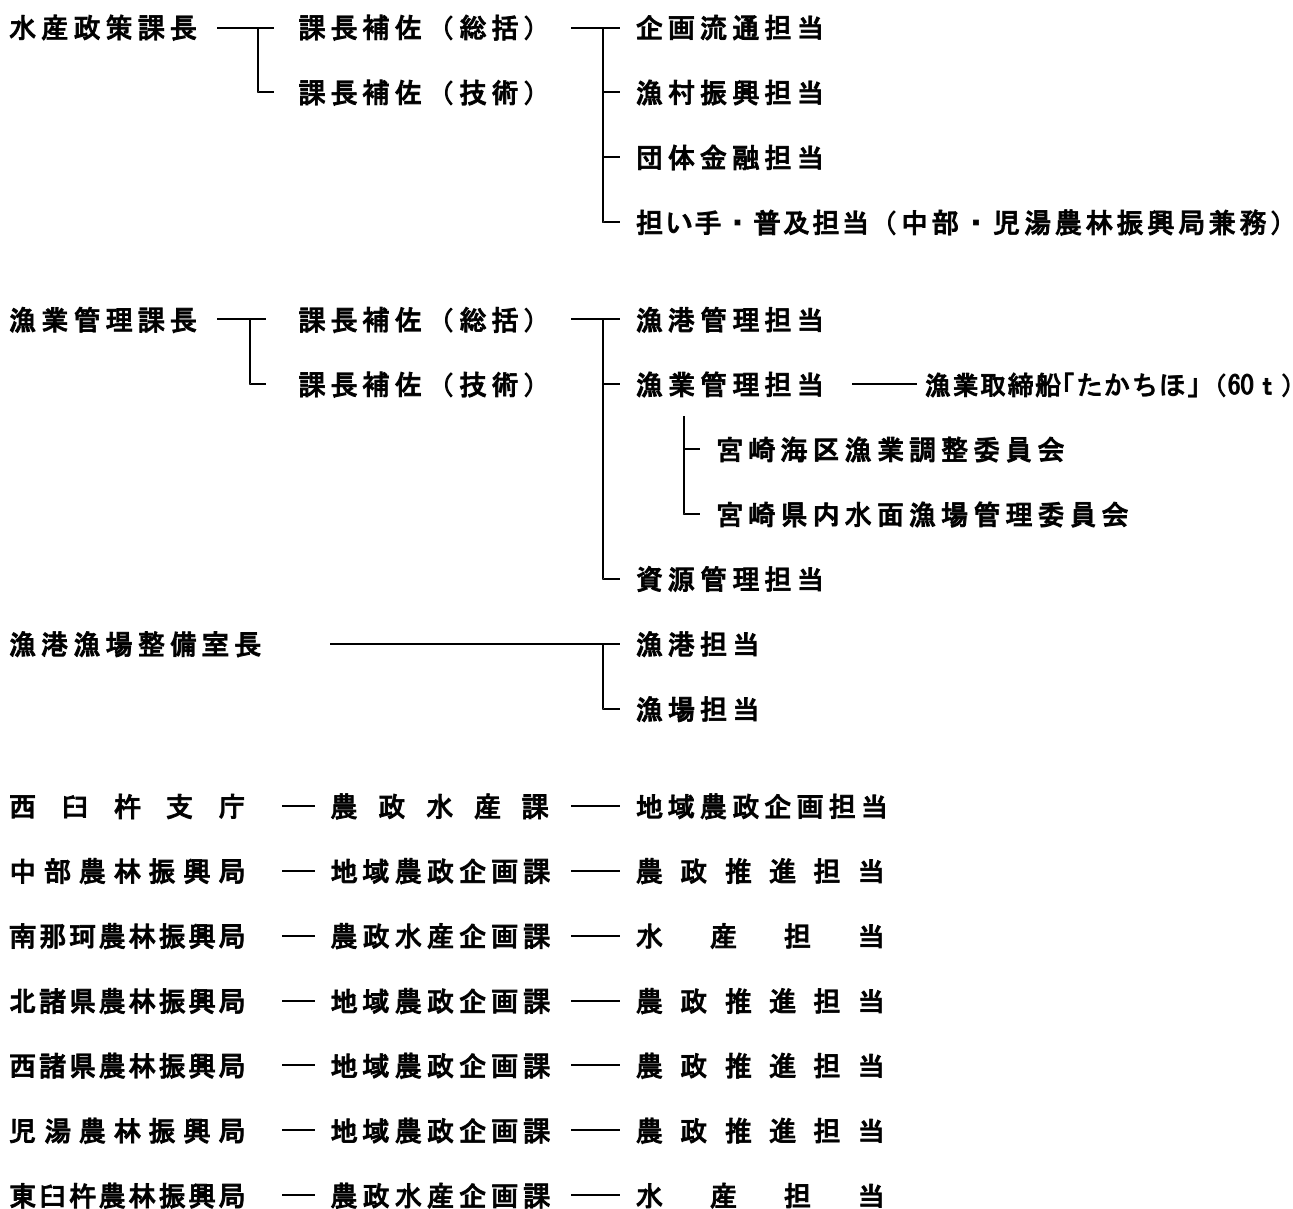 水産政策課長 課長補佐（総括） 企画流通担当
課長補佐（技術） 漁村振興担当
団体金融担当
担い手・普及担当（中部・児湯農林振興局兼務）
漁業管理課長 課長補佐（総括） 漁港管理担当
課長補佐（技術） 漁業管理担当 漁業取締船「たかちほ」（60ｔ）
宮崎海区漁業調整委員会
宮崎県内水面漁場管理委員会
資源管理担当
漁港漁場整備室長 漁港担当
漁場担当
西臼杵支庁 農政水産課 地域農政企画担当
中部農林振興局 地域農政企画課 農政推進担当
南那珂農林振興局 農政水産企画課 水産担当
北諸県農林振興局 地域農政企画課 農政推進担当
西諸県農林振興局 地域農政企画課 農政推進担当
児湯農林振興局 地域農政企画課 農政推進担当
東臼杵農林振興局 農政水産企画課 水産担当